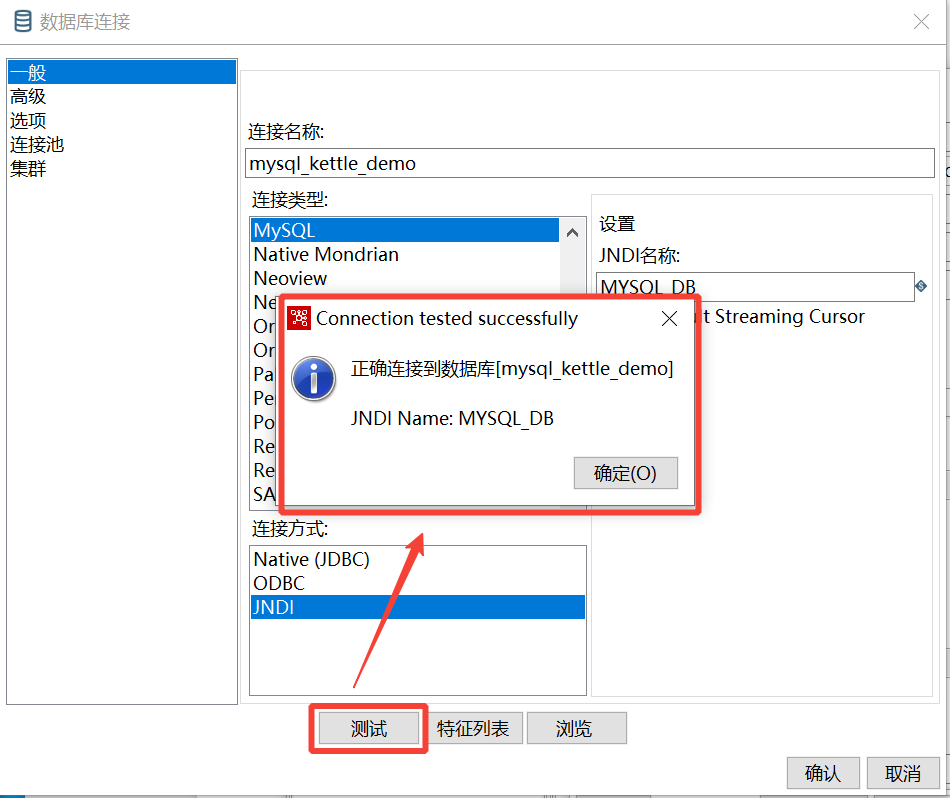 数据库连接
一般
高级
选项
连接池
集群
连接名称:
mysql_kettle_demo
连接类型:
MySQL
Native Mondrian
Neoview
Ne
Or
Or
Pa
Pe
Po
Re
Re
SA
设置
JNDI名称:
MYSQL_DB
t Streaming Cursor
Connection tested successfully
正确连接到数据库[mysql_kettle_demo]
JNDI Name: MYSQL_DB
确定(O)
连接方式:
Native (JDBC)
ODBC
JNDI
测试
特征列表
浏览
确认
取消